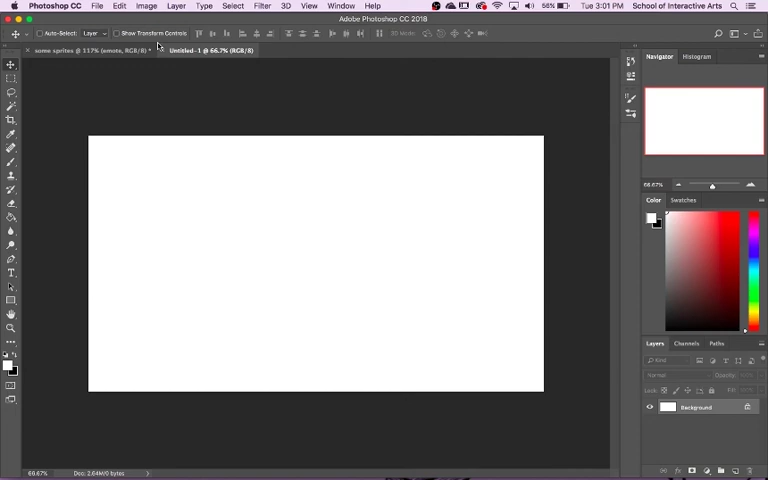 Photoshop CC File Edit Image Layer Type Select Filter 3D View Window Help 56% Tue 3:01 PM School of Interactive Arts
Adobe Photoshop CC 2018
Auto-Select: Layer Show Transform Controls 3D Mode:
some sprites @ 117% (emote, RGB/8) * Untitled-1 @ 66.7% (RGB/8)
Navigator Histogram
66.67%
Color Swatches
Layers Channels Paths
Kind
Normal Opacity:
Lock: Fill:
Background
66.67% Doc: 2.64M/0 bytes